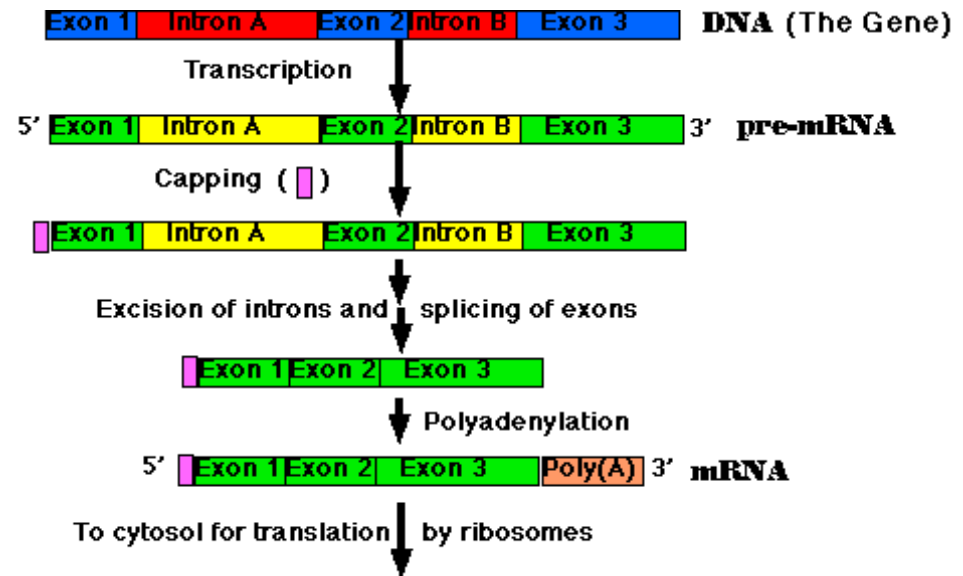 Exon 1 Intron A Exon 2 Intron B Exon 3 DNA (The Gene)
Transcription
5' Exon 1 Intron A Exon 2 Intron B Exon 3 3' pre-mRNA
Capping ( )
Exon 1 Intron A Exon 2 Intron B Exon 3
Excision of introns and splicing of exons
Exon 1 Exon 2 Exon 3
Polyadenylation
5' Exon 1 Exon 2 Exon 3 Poly(A) 3' mRNA
To cytosol for translation by ribosomes